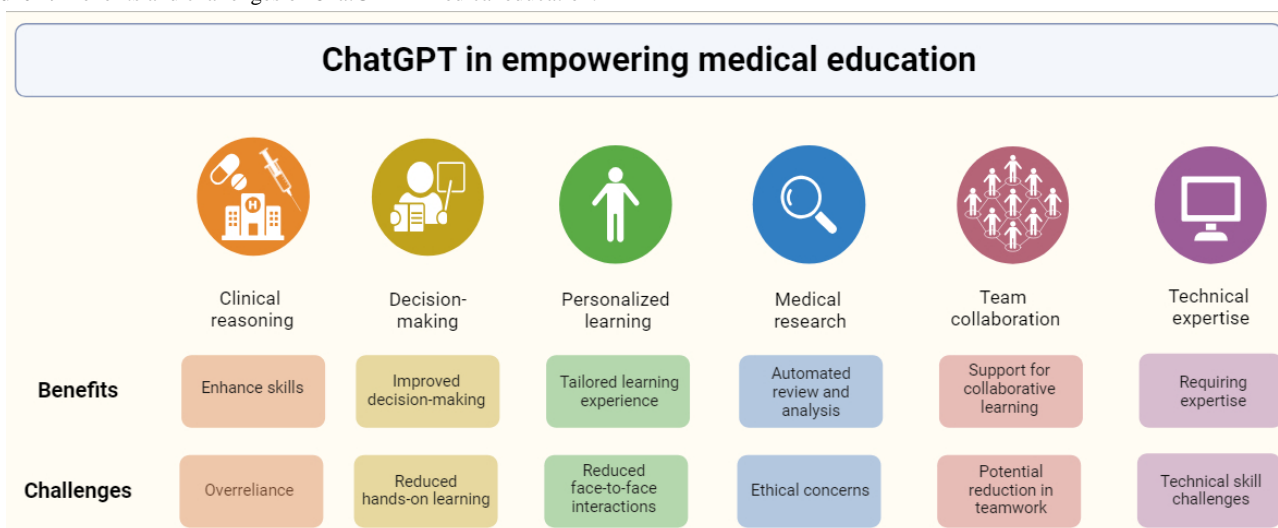 ChatGPT in empowering medical education
H
Clinical
reasoning
Decision-
making
Personalized
learning
Medical
research
Team
collaboration
Technical
expertise
Benefits
Enhance skills
Improved
decision-making
Tailored learning
experience
Automated
review and
analysis
Support for
collaborative
learning
Requiring
expertise
Challenges
Overreliance
Reduced
hands-on learning
Reduced
face-to-face
interactions
Ethical concerns
Potential
reduction in
teamwork
Technical skill
challenges